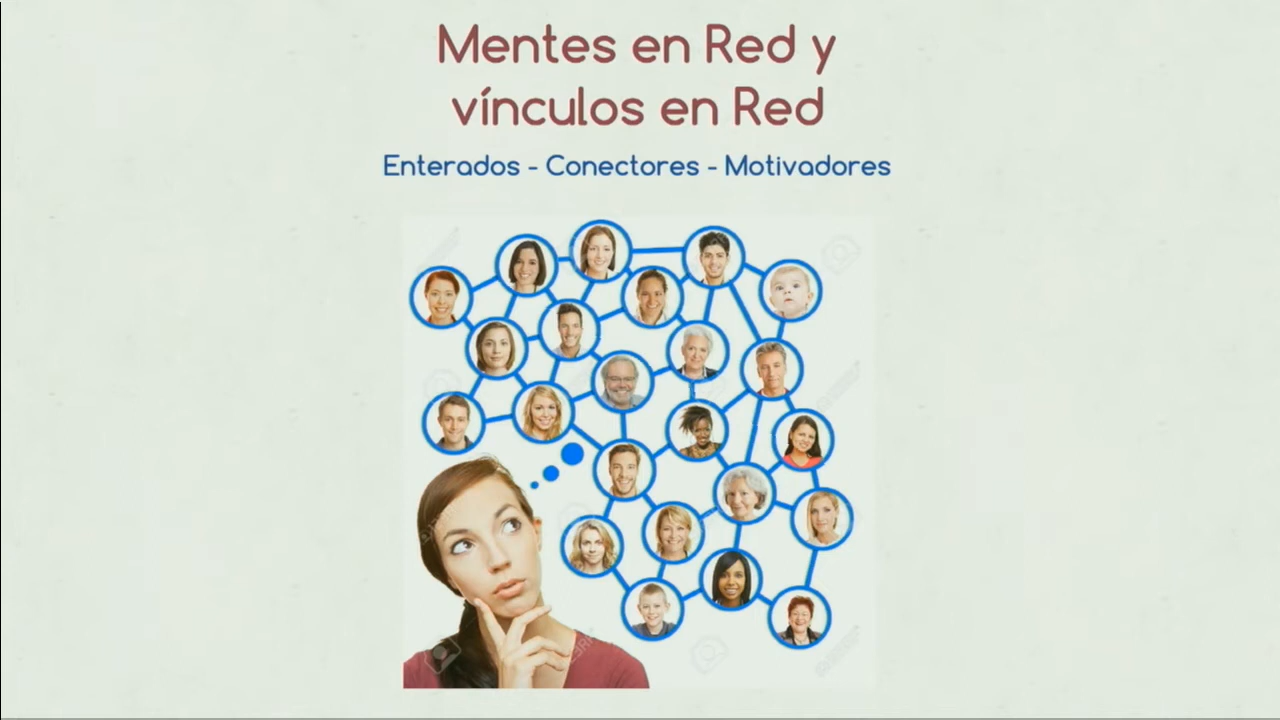 Mentes en Red y
vínculos en Red
Enterados - Conectores - Motivadores